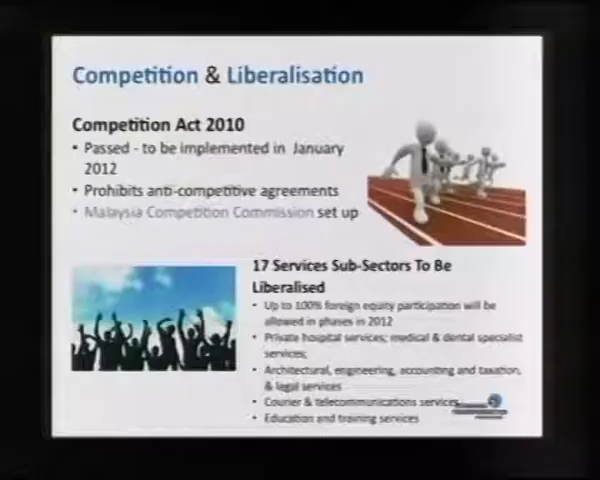 Competition & Liberalisation
Competition Act 2010
• Passed - to be implemented in January
2012
• Prohibits anti-competitive agreements
• Malaysia Competition Commission set up
17 Services Sub-Sectors To Be
Liberalised
• Up to 100% foreign equity participation will be
allowed in phases in 2012
• Private hospital services; medical & dental specialist
services;
• Architectural, engineering, accounting and taxation,
& legal services
• Courier & telecommunications services
• Education and training services